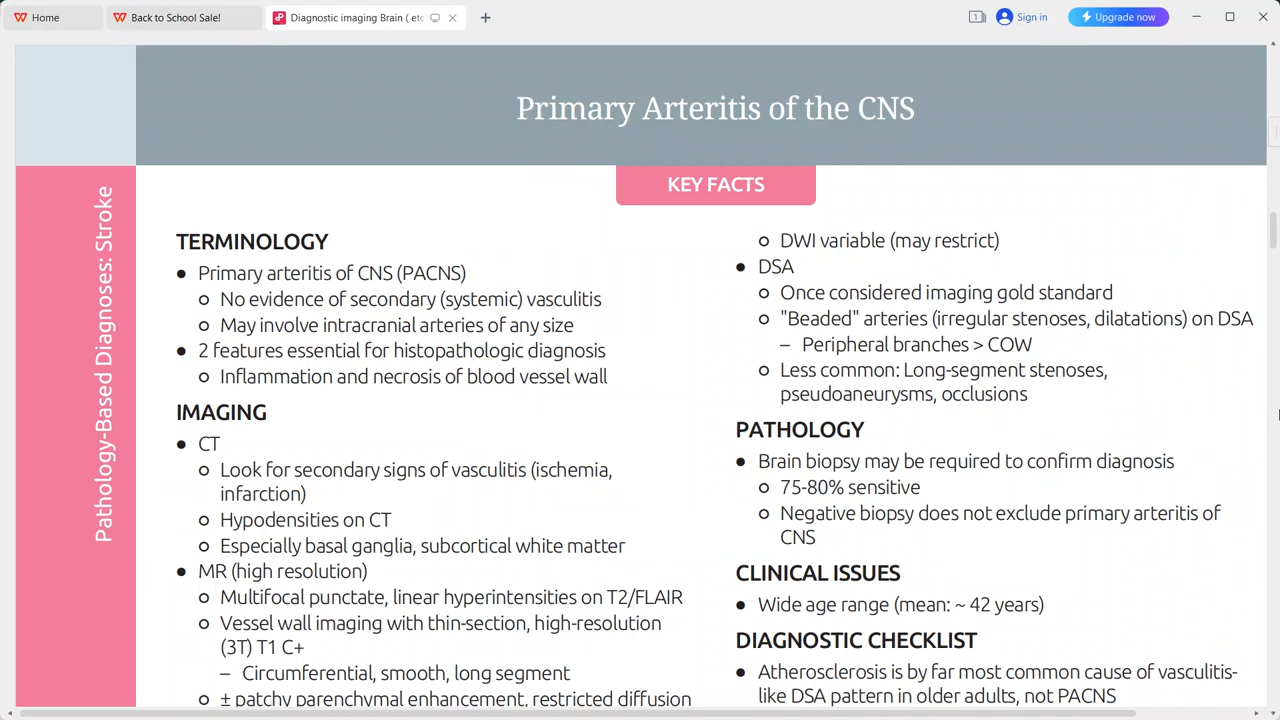 Home
Back to School Sale!
Diagnostic imaging Brain ( etc
1
Sign in
Upgrade now
Primary Arteritis of the CNS
KEY FACTS
Pathology-Based Diagnoses: Stroke
TERMINOLOGY
● Primary arteritis of CNS (PACNS)
○ No evidence of secondary (systemic) vasculitis
○ May involve intracranial arteries of any size
● 2 features essential for histopathologic diagnosis
○ Inflammation and necrosis of blood vessel wall
IMAGING
● CT
○ Look for secondary signs of vasculitis (ischemia,
infarction)
○ Hypodensities on CT
○ Especially basal ganglia, subcortical white matter
● MR (high resolution)
○ Multifocal punctate, linear hyperintensities on T2/FLAIR
○ Vessel wall imaging with thin-section, high-resolution
(3T) T1 C+
– Circumferential, smooth, long segment
○ ± patchy parenchymal enhancement, restricted diffusion
○ DWI variable (may restrict)
● DSA
○ Once considered imaging gold standard
○ "Beaded" arteries (irregular stenoses, dilatations) on DSA
– Peripheral branches > COW
○ Less common: Long-segment stenoses,
pseudoaneurysms, occlusions
PATHOLOGY
● Brain biopsy may be required to confirm diagnosis
○ 75-80% sensitive
○ Negative biopsy does not exclude primary arteritis of
CNS
CLINICAL ISSUES
● Wide age range (mean: ~ 42 years)
DIAGNOSTIC CHECKLIST
● Atherosclerosis is by far most common cause of vasculitis-
like DSA pattern in older adults, not PACNS